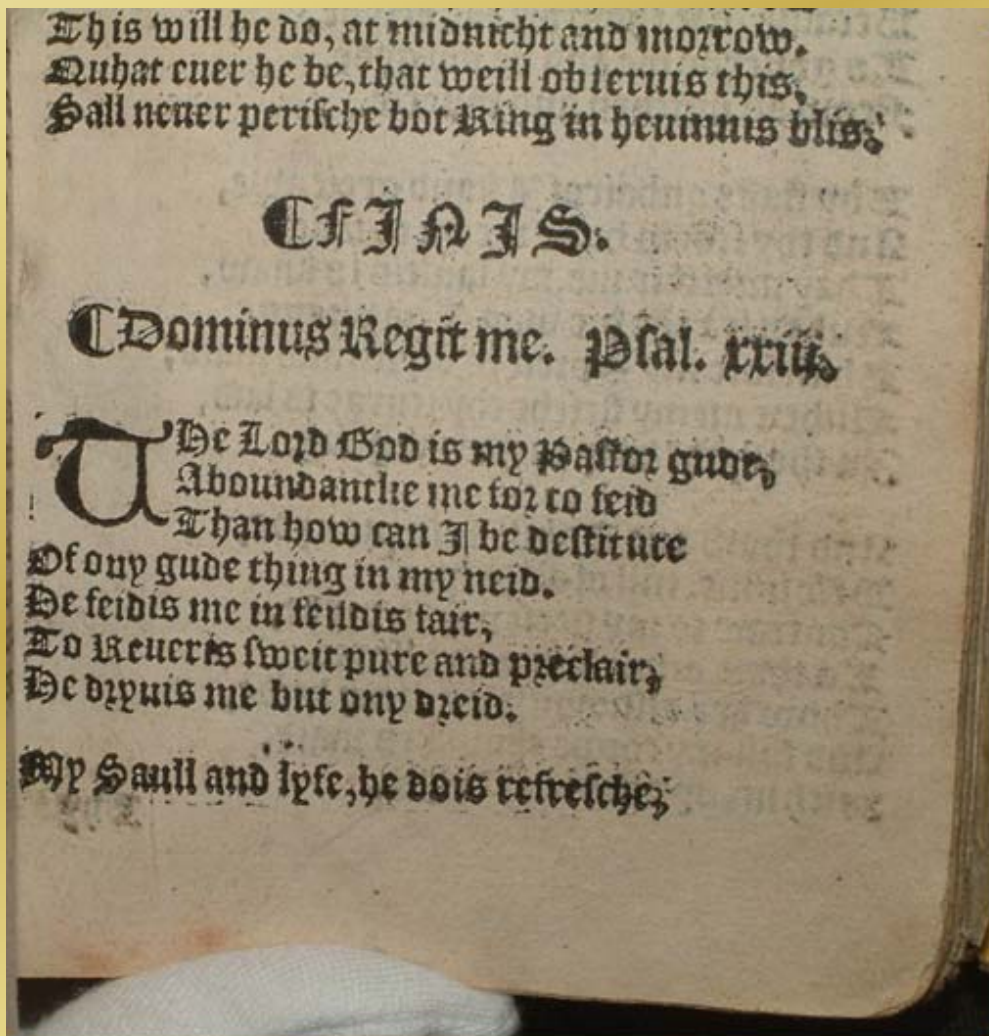 This will he do, at midnicht and morrow.
Quhat euer he be, that weill obseruis this,
Sall neuer perische bot Ring in heuinnis blis.
¶ FINIS.
¶ Dominus Regit me. Psal. xxiii.
THe Lord God is my Pastor gude,
Aboundantlie me for to feid
Than how can I be destitute
Of ony gude thing in my neid.
He feidis me in feildis fair,
To Reueris sweit pure and preclair,
He dryuis me but ony dreid.
My Saull and lyfe, he dois refresche,